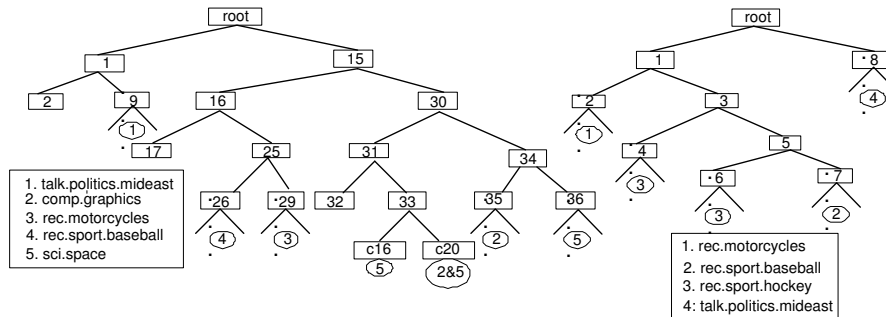 root
root
1
15
1
8
2
9
16
30
2
3
4
1
1
17
25
31
34
4
5
3
26
29
32
33
35
36
6
7
4
3
c16
c20
2
5
3
2
5
2&5
1. talk.politics.mideast
2. comp.graphics
3. rec.motorcycles
4. rec.sport.baseball
5. sci.space
1. rec.motorcycles
2. rec.sport.baseball
3. rec.sport.hockey
4: talk.politics.mideast